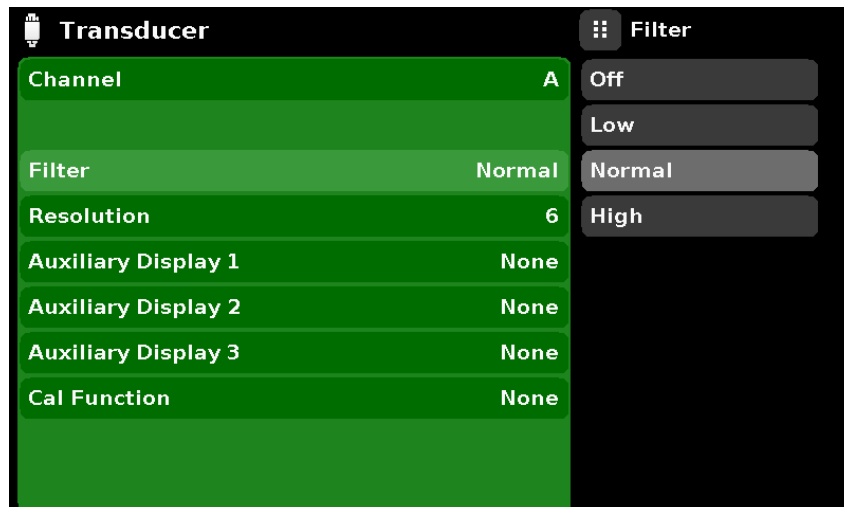 Transducer
Channel A
Filter Normal
Resolution 6
Auxiliary Display 1 None
Auxiliary Display 2 None
Auxiliary Display 3 None
Cal Function None
Filter
Off
Low
Normal
High